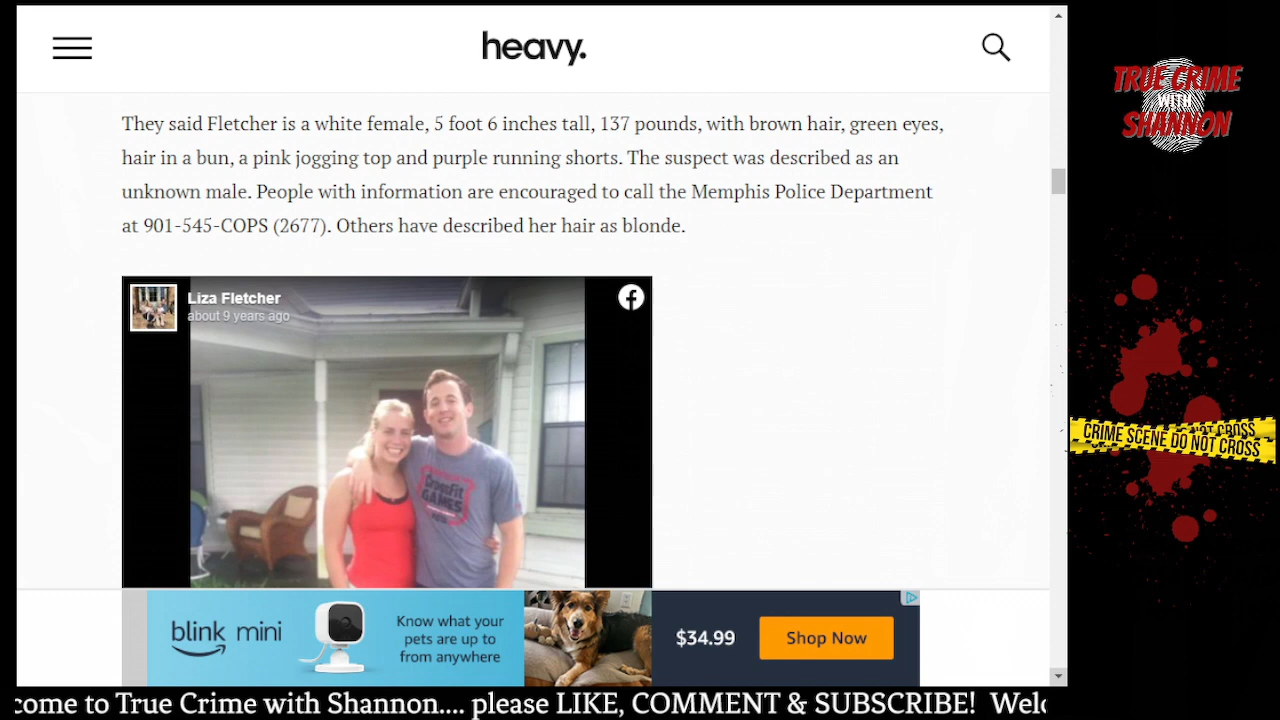 heavy.
TRUE CRIME
WITH
SHANNON
They said Fletcher is a white female, 5 foot 6 inches tall, 137 pounds, with brown hair, green eyes,
hair in a bun, a pink jogging top and purple running shorts. The suspect was described as an
unknown male. People with information are encouraged to call the Memphis Police Department
at 901-545-COPS (2677). Others have described her hair as blonde.
Liza Fletcher
about 9 years ago
CrossFit
GAMES
NOT CROSS
CRIME SCENE DO NOT CROSS
blink mini
Know what your
pets are up to
from anywhere
$34.99
Shop Now
come to True Crime with Shannon.... please LIKE, COMMENT & SUBSCRIBE! Welc